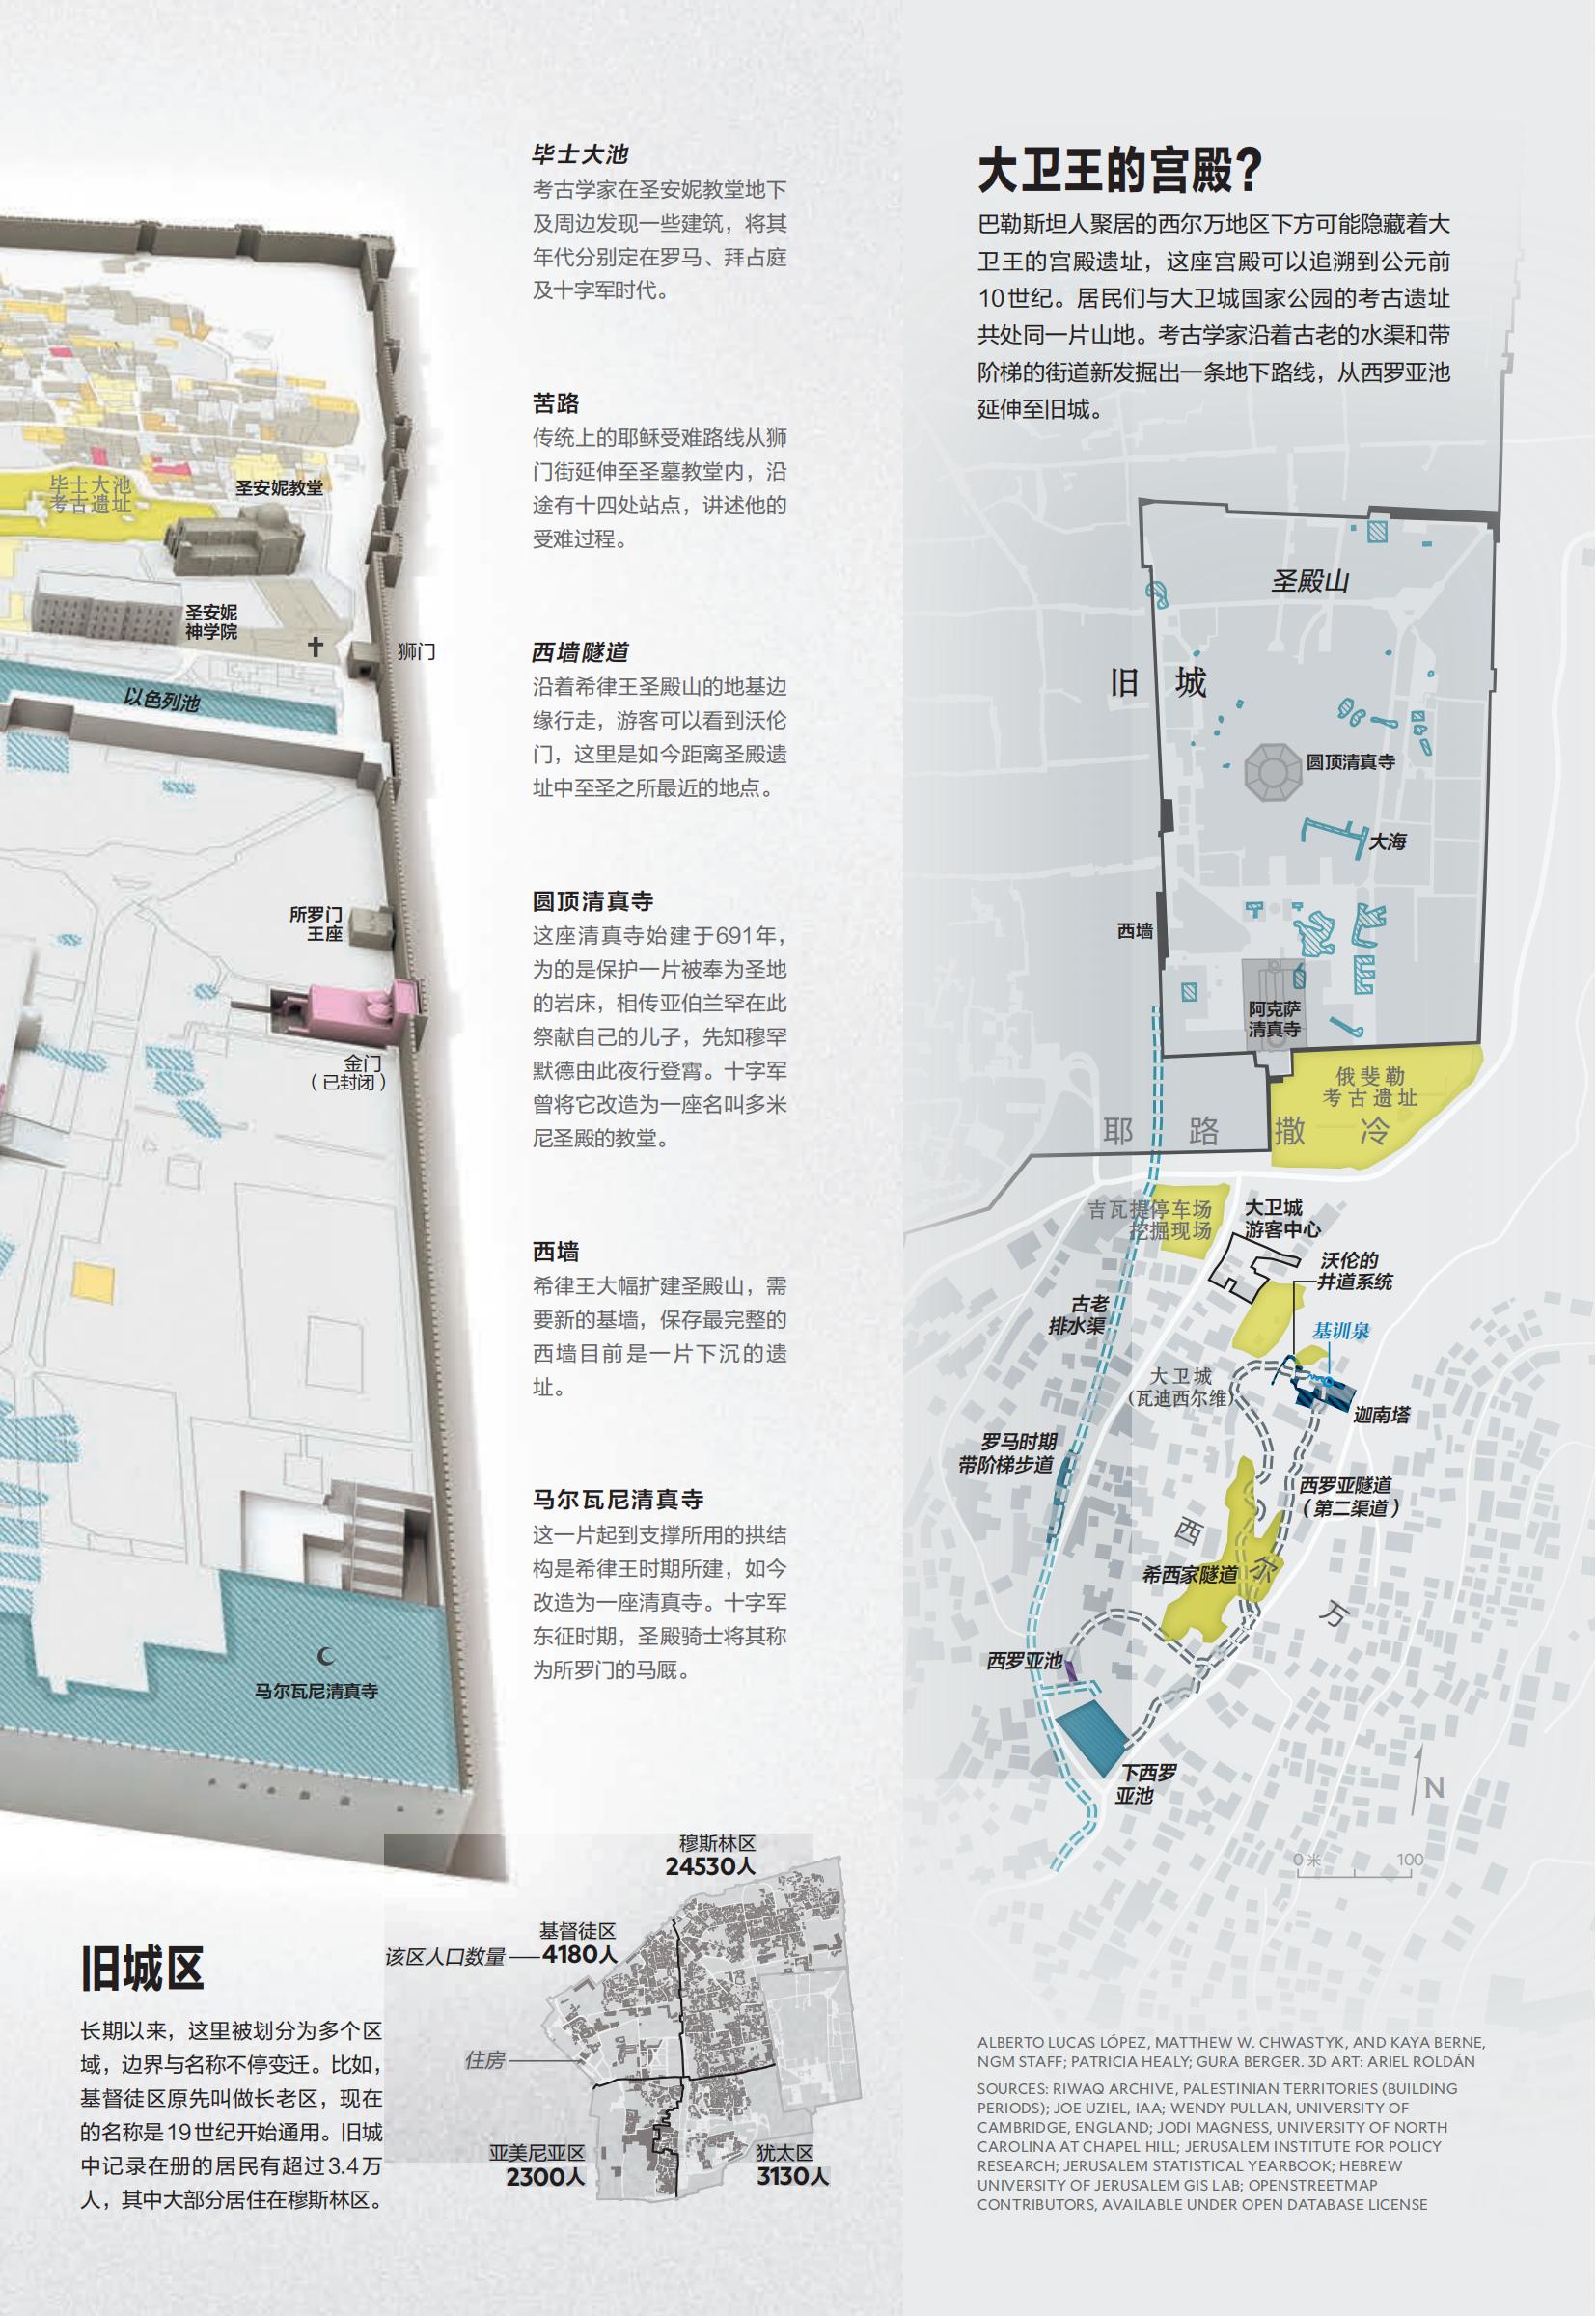 毕士大池
考古学家在圣安妮教堂地下
及周边发现一些建筑，将其
年代分别定在罗马、拜占庭
及十字军时代。
苦路
传统上的耶稣受难路线从狮
门街延伸至圣墓教堂内，沿
途有十四处站点，讲述他的
受难过程。
西墙隧道
沿着希律王圣殿山的地基边
缘行走，游客可以看到沃伦
门，这里是如今距离圣殿遗
址中至圣之所最近的地点。
圆顶清真寺
这座清真寺始建于691年，
为的是保护一片被奉为圣地
的岩床，相传亚伯兰罕在此
祭献自己的儿子，先知穆罕
默德由此夜行登霄。十字军
曾将它改造为一座名叫多米
尼圣殿的教堂。
西墙
希律王大幅扩建圣殿山，需
要新的基墙，保存最完整的
西墙目前是一片下沉的遗
址。
马尔瓦尼清真寺
这一片起到支撑所用的拱结
构是希律王时期所建，如今
改造为一座清真寺。十字军
东征时期，圣殿骑士将其称
为所罗门的马厩。
毕士大池
考古遗址
圣安妮教堂
圣安妮
神学院
狮门
以色列池
所罗门
王座
金门
（已封闭）
马尔瓦尼清真寺
旧城区
长期以来，这里被划分为多个区
域，边界与名称不停变迁。比如，
基督徒区原先叫做长老区，现在
的名称是19世纪开始通用。旧城
中记录在册的居民有超过3.4万
人，其中大部分居住在穆斯林区。
穆斯林区
24530人
基督徒区
该区人口数量
4180人
住房
亚美尼亚区
2300人
犹太区
3130人
大卫王的宫殿?
巴勒斯坦人聚居的西尔万地区下方可能隐藏着大
卫王的宫殿遗址，这座宫殿可以追溯到公元前
10世纪。居民们与大卫城国家公园的考古遗址
共处同一片山地。考古学家沿着古老的水渠和带
阶梯的街道新发掘出一条地下路线，从西罗亚池
延伸至旧城。
圣殿山
旧城
圆顶清真寺
大海
西墙
阿克萨
清真寺
俄斐勒
考古遗址
耶路撒冷
吉瓦提停车场
挖掘现场
大卫城
游客中心
沃伦的
井道系统
古老
排水渠
基训泉
大卫城
(瓦迪西尔维)
迦南塔
罗马时期
带阶梯步道
西罗亚隧道
（第二渠道）
西尔万
希西家隧道
西罗亚池
下西罗
亚池
N
0米 100
ALBERTO LUCAS LÓPEZ, MATTHEW W. CHWASTYK, AND KAYA BERNE,
NGM STAFF; PATRICIA HEALY; GURA BERGER. 3D ART: ARIEL ROLDÁN
SOURCES: RIWAQ ARCHIVE, PALESTINIAN TERRITORIES (BUILDING
PERIODS); JOE UZIEL, IAA; WENDY PULLAN, UNIVERSITY OF
CAMBRIDGE, ENGLAND; JODI MAGNESS, UNIVERSITY OF NORTH
CAROLINA AT CHAPEL HILL; JERUSALEM INSTITUTE FOR POLICY
RESEARCH; JERUSALEM STATISTICAL YEARBOOK; HEBREW
UNIVERSITY OF JERUSALEM GIS LAB; OPENSTREETMAP
CONTRIBUTORS, AVAILABLE UNDER OPEN DATABASE LICENSE